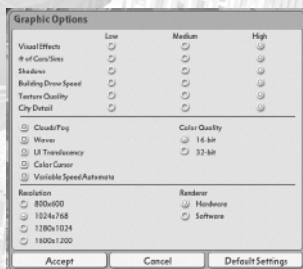 Graphic Options
Low Medium High
Visual Effects
# of Cars/Sims
Shadows
Building Draw Speed
Texture Quality
City Detail
Clouds/Fog
Waves
UI Translucency
Color Cursor
Variable Speed Automata
Color Quality
16-bit
32-bit
Resolution
800x600
1024x768
1280x1024
1600x1200
Renderer
Hardware
Software
Accept Cancel Default Settings